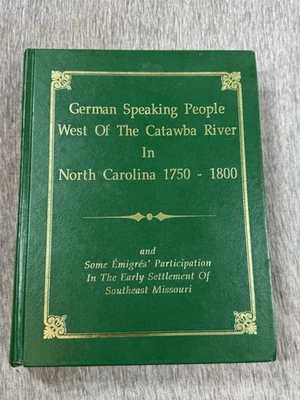 German Speaking People
West Of The Catawba River
In
North Carolina 1750 - 1800
and
Some Émigrés' Participation
In The Early Settlement Of
Southeast Missouri